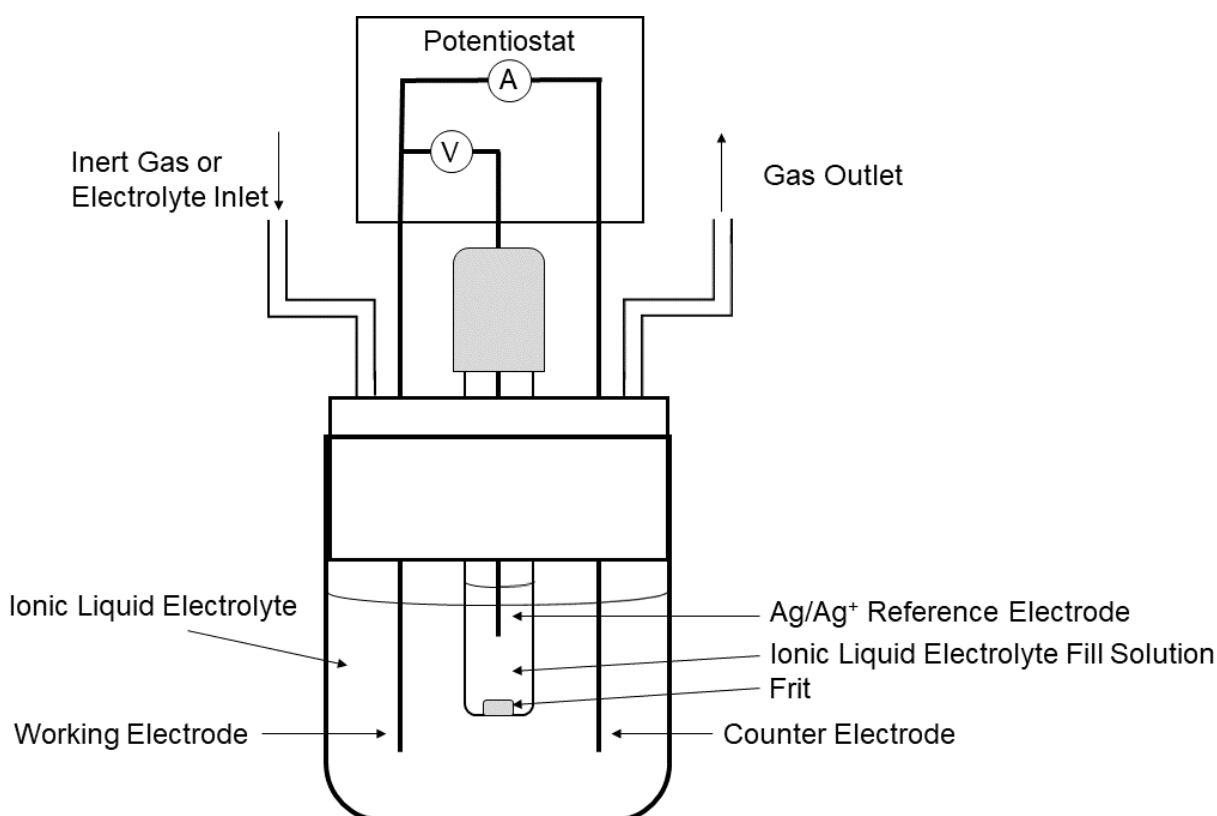 Potentiostat
A
V
Inert Gas or
Electrolyte Inlet
Gas Outlet
Ionic Liquid Electrolyte
Ag/Ag⁺ Reference Electrode
Ionic Liquid Electrolyte Fill Solution
Frit
Working Electrode
Counter Electrode